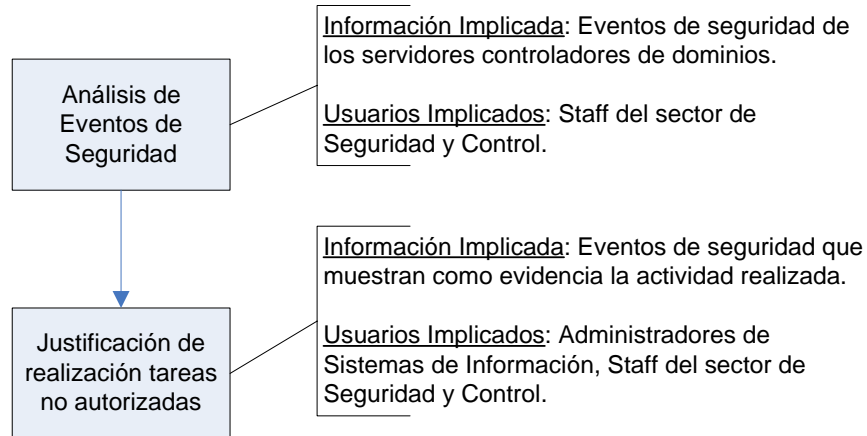 Análisis de
Eventos de
Seguridad
Información Implicada: Eventos de seguridad de
los servidores controladores de dominios.
Usuarios Implicados: Staff del sector de
Seguridad y Control.
Justificación de
realización tareas
no autorizadas
Información Implicada: Eventos de seguridad que
muestran como evidencia la actividad realizada.
Usuarios Implicados: Administradores de
Sistemas de Información, Staff del sector de
Seguridad y Control.